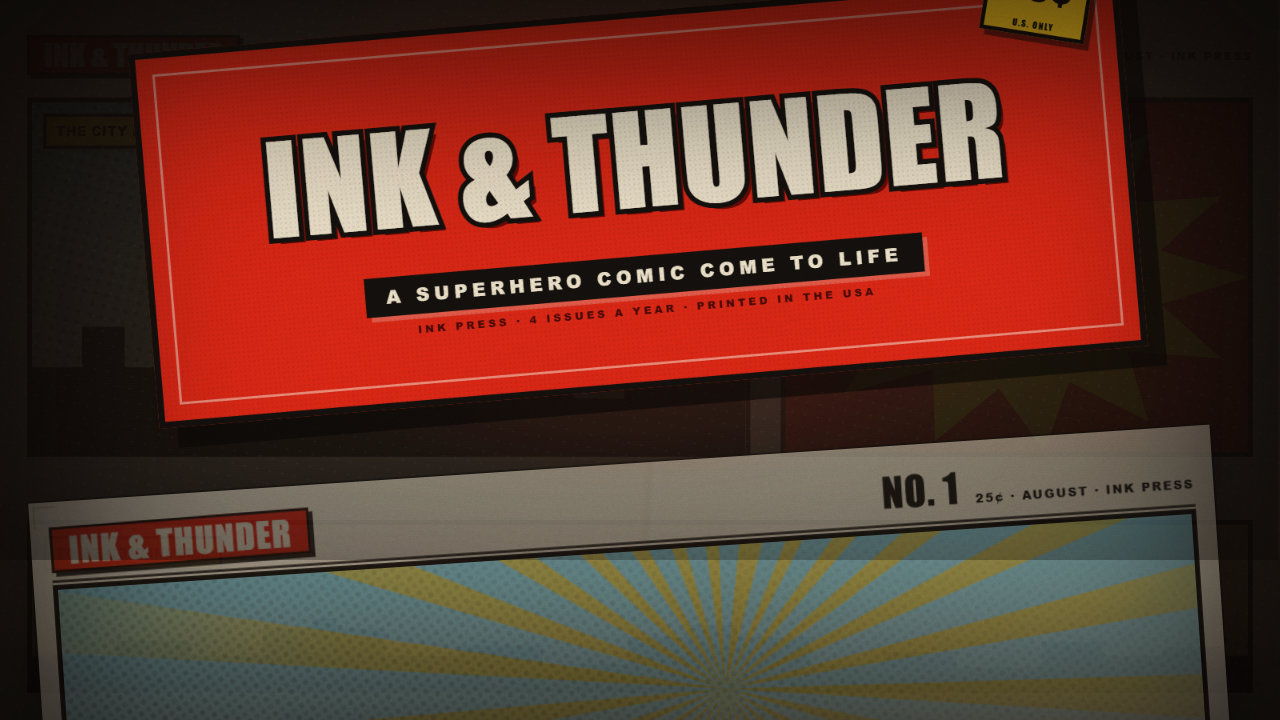 INK & THUNDER
U.S. ONLY
THE CITY
INK & THUNDER
A SUPERHERO COMIC COME TO LIFE
INK PRESS · 4 ISSUES A YEAR · PRINTED IN THE USA
NO. 1 25¢ · AUGUST · INK PRESS
INK & THUNDER